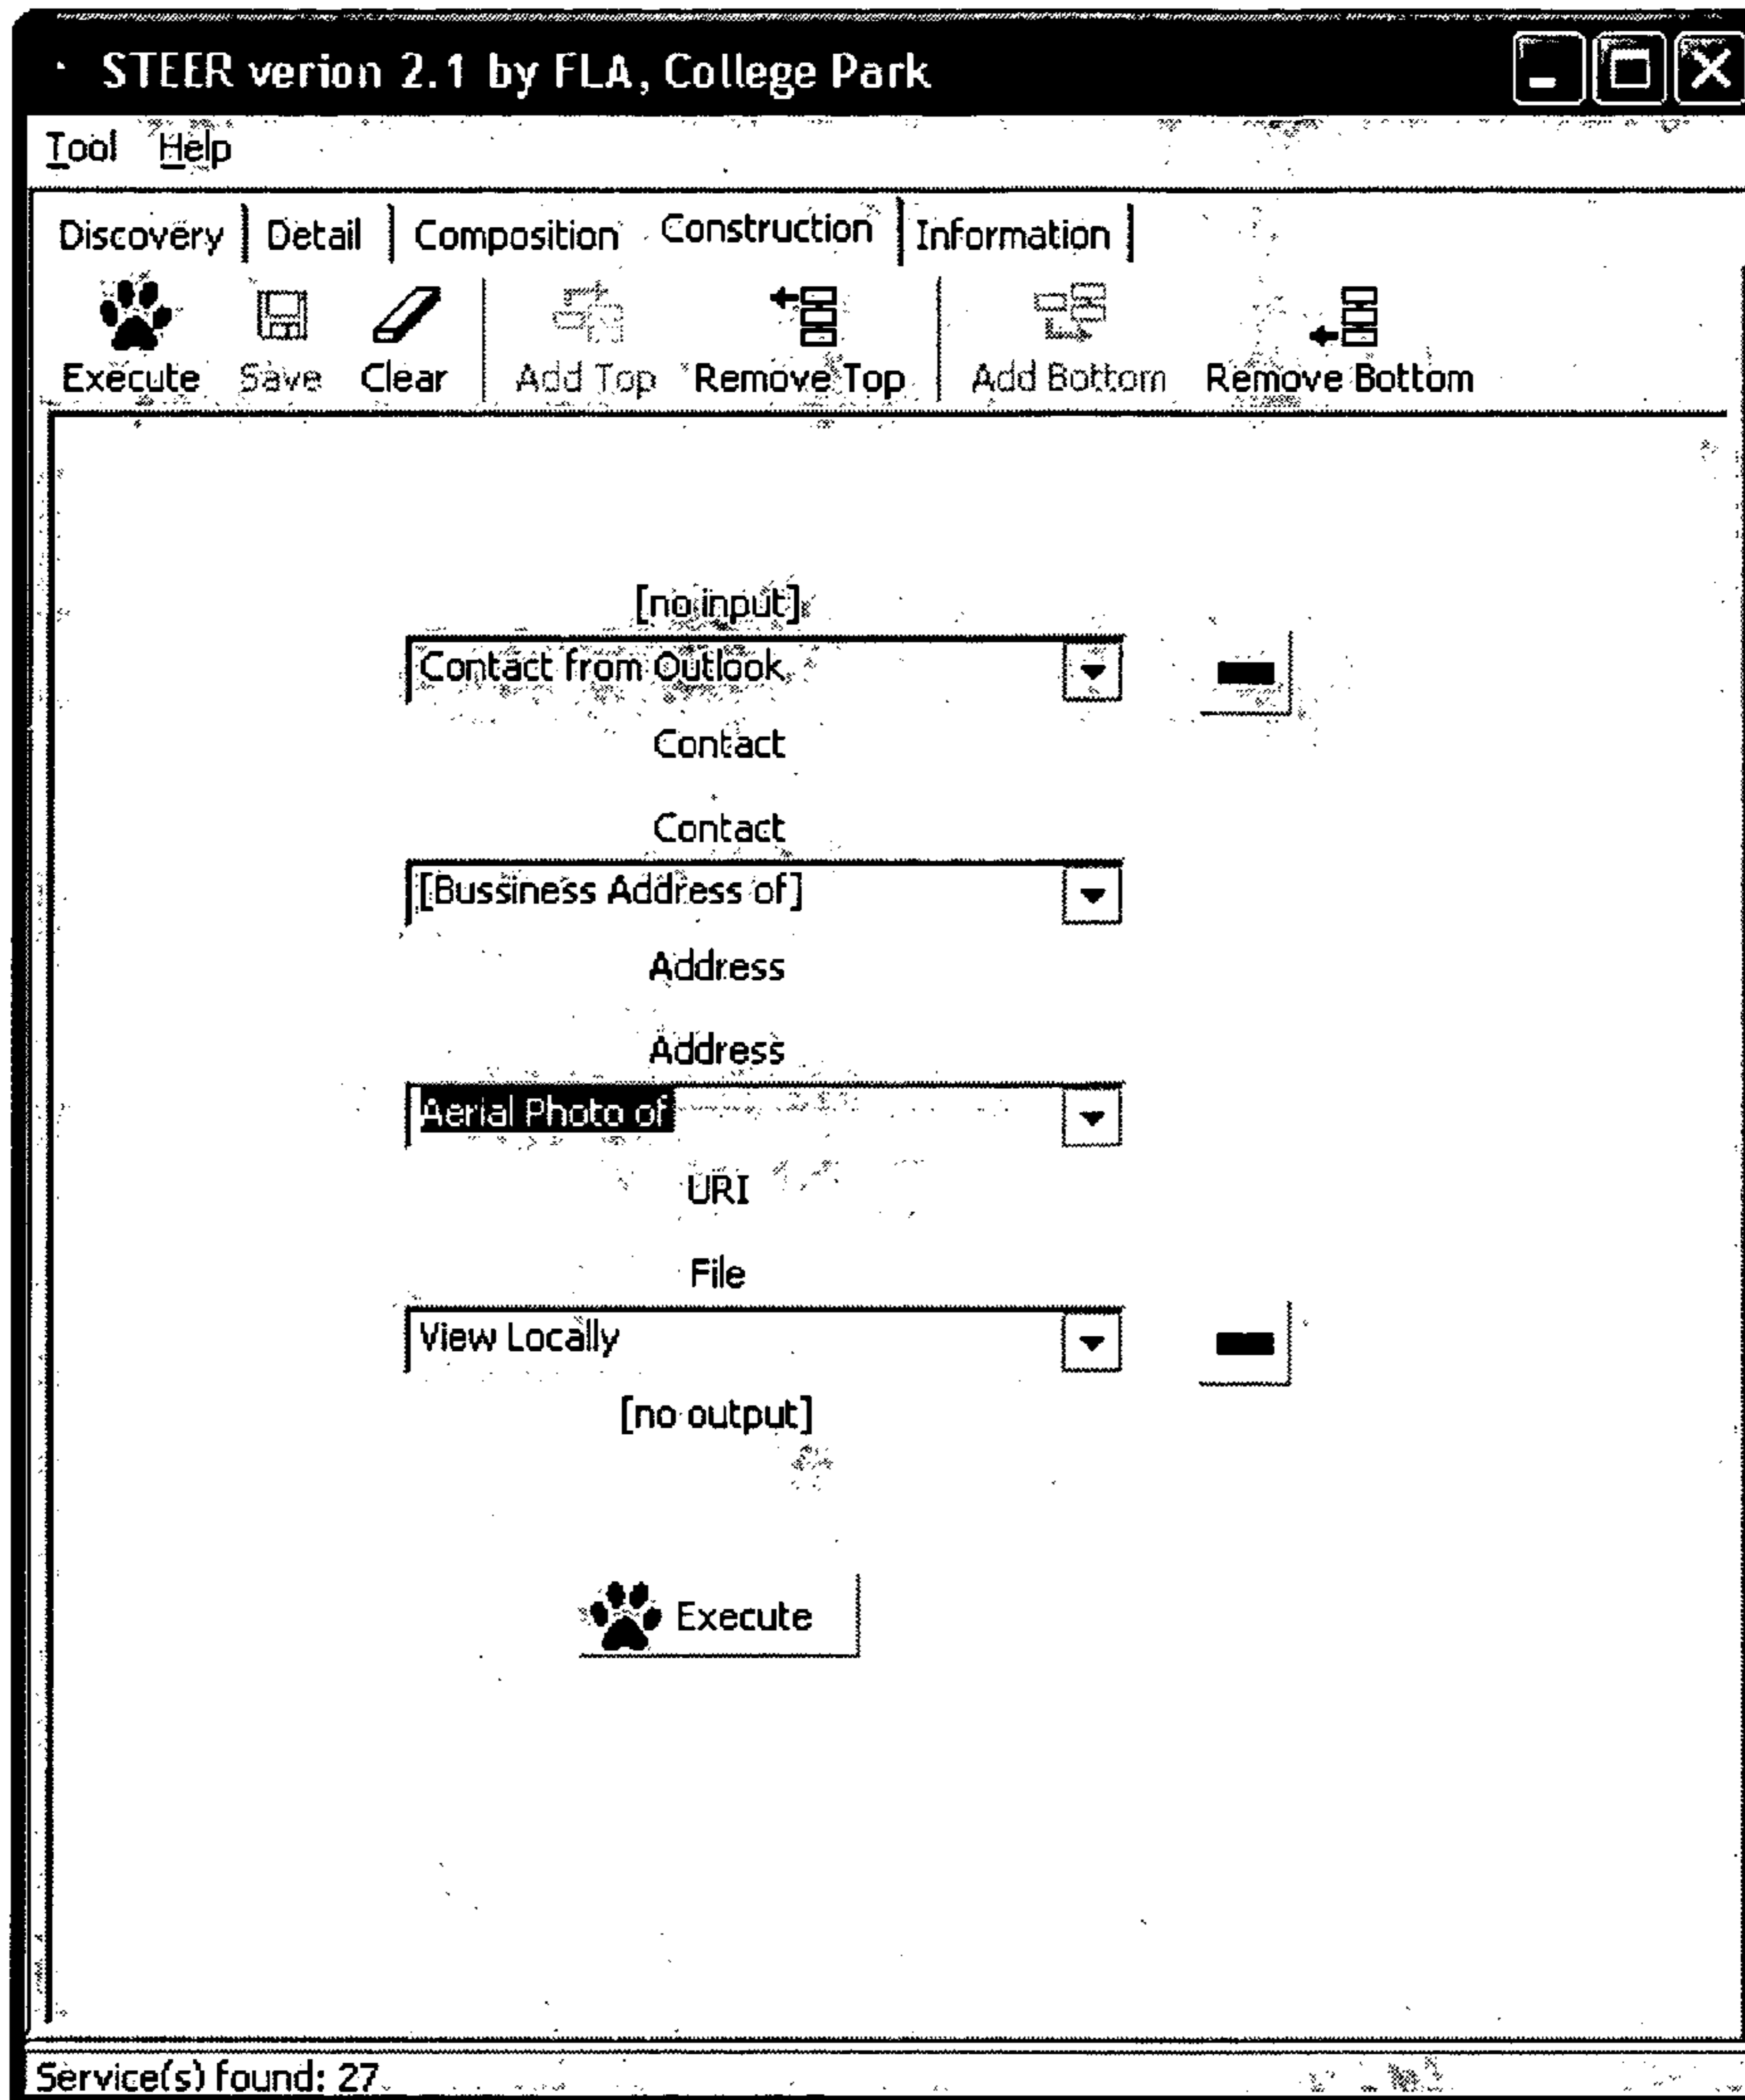 STEER verion 2.1 by FLA, College Park
Tool Help
Discovery Detail Composition Construction Information
Execute Save Clear Add Top Remove Top Add Bottom Remove Bottom
[no input]
Contact from Outlook
Contact
Contact
[Bussiness Address of]
Address
Address
Aerial Photo of
URI
File
View Locally
[no output]
Execute
Service(s) found: 27